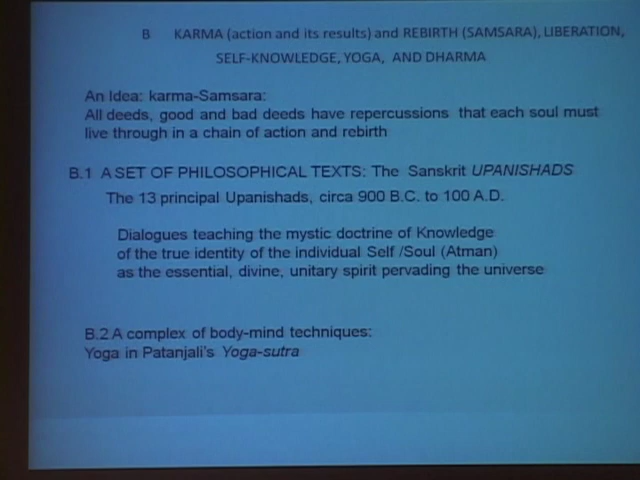 B KARMA (action and its results) and REBIRTH (SAMSARA), LIBERATION,
SELF-KNOWLEDGE, YOGA, AND DHARMA
An Idea: karma-Samsara:
All deeds, good and bad deeds have repercussions that each soul must
live through in a chain of action and rebirth
B.1 A SET OF PHILOSOPHICAL TEXTS: The Sanskrit UPANISHADS
The 13 principal Upanishads, circa 900 B.C. to 100 A.D.
Dialogues teaching the mystic doctrine of Knowledge
of the true identity of the individual Self /Soul (Atman)
as the essential, divine, unitary spirit pervading the universe
B.2 A complex of body-mind techniques:
Yoga in Patanjali's Yoga-sutra